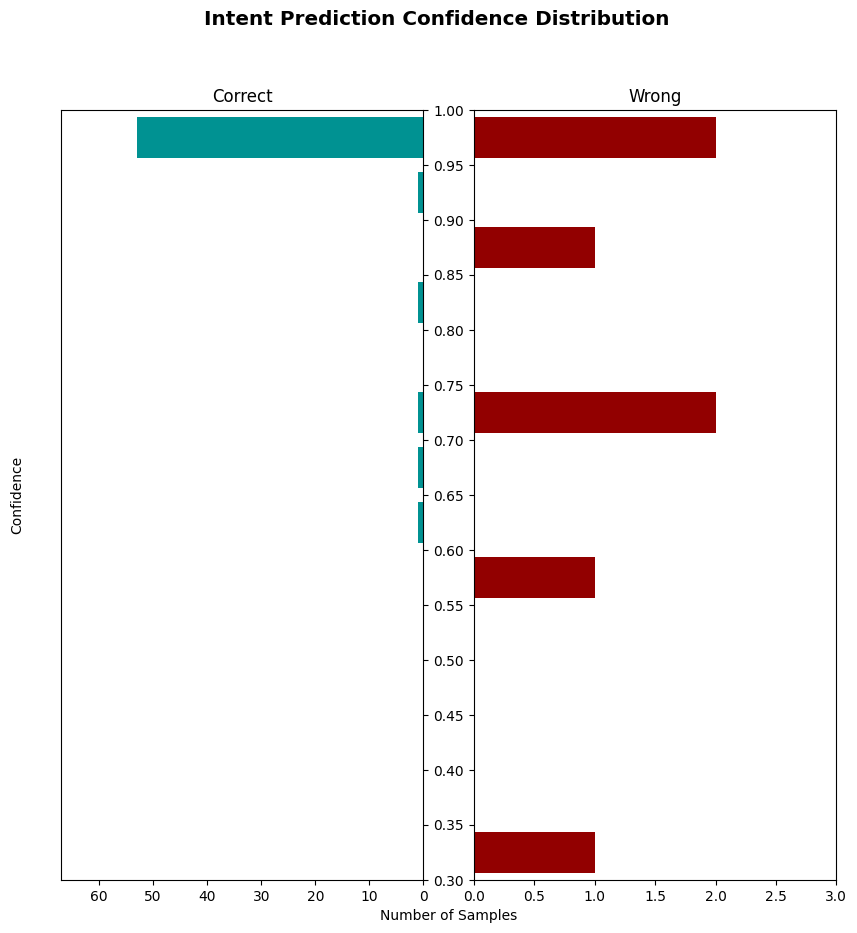 Intent Prediction Confidence Distribution
Correct
Wrong
1.00
0.95
0.90
0.85
0.80
0.75
0.70
0.65
0.60
0.55
0.50
0.45
0.40
0.35
0.30
Confidence
60 50 40 30 20 10 0
0.0 0.5 1.0 1.5 2.0 2.5 3.0
Number of Samples